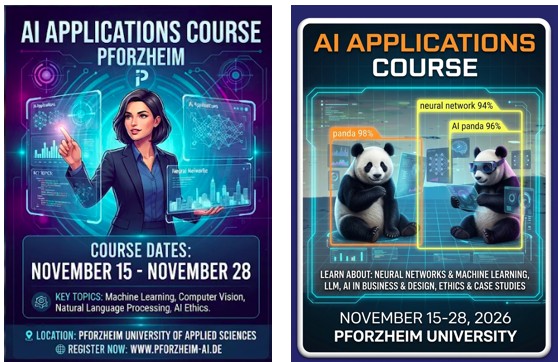 AI APPLICATIONS COURSE
PFORZHEIM
Neural Networks
COURSE DATES:
NOVEMBER 15 - NOVEMBER 28
KEY TOPICS: Machine Learning, Computer Vision,
Natural Language Processing, AI Ethics.
LOCATION: PFORZHEIM UNIVERSITY OF APPLIED SCIENCES
REGISTER NOW: WWW.PFORZHEIM-AI.DE
AI APPLICATIONS
COURSE
neural network 94%
AI panda 96%
panda 98%
LEARN ABOUT: NEURAL NETWORKS & MACHINE LEARNING,
LLM, AI IN BUSINESS & DESIGN, ETHICS & CASE STUDIES
NOVEMBER 15-28, 2026
PFORZHEIM UNIVERSITY